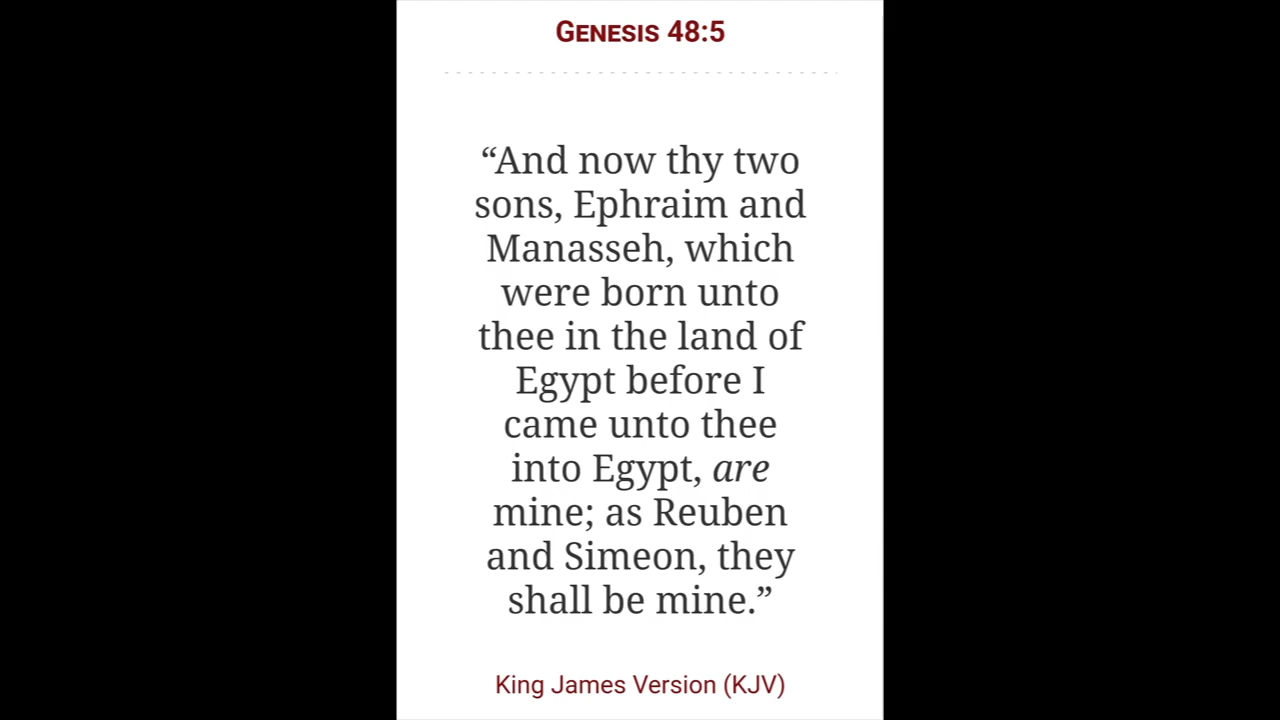 GENESIS 48:5
“And now thy two
sons, Ephraim and
Manasseh, which
were born unto
thee in the land of
Egypt before I
came unto thee
into Egypt, are
mine; as Reuben
and Simeon, they
shall be mine.”
King James Version (KJV)